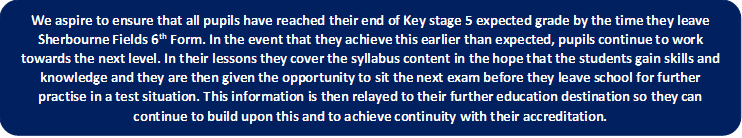 We aspire to ensure that all pupils have reached their end of Key stage 5 expected grade by the time they leave
Sherbourne Fields 6th Form. In the event that they achieve this earlier than expected, pupils continue to work
towards the next level. In their lessons they cover the syllabus content in the hope that the students gain skills and
knowledge and they are then given the opportunity to sit the next exam before they leave school for further
practise in a test situation. This information is then relayed to their further education destination so they can
continue to build upon this and to achieve continuity with their accreditation.